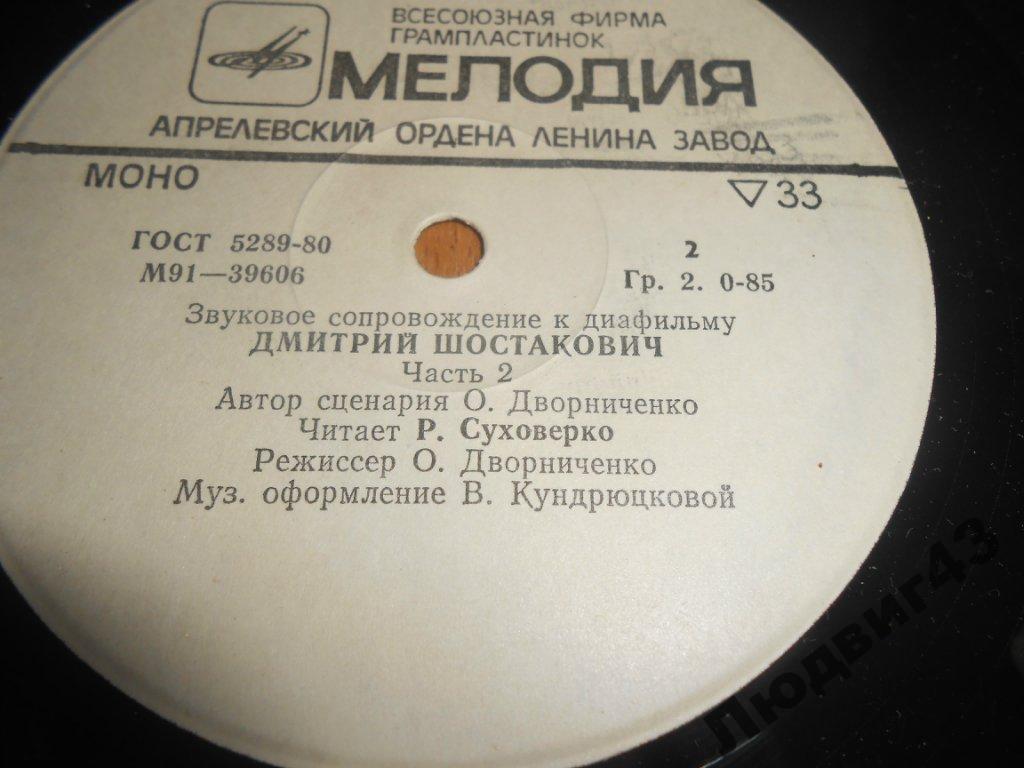 ВСЕСОЮЗНАЯ ФИРМА
ГРАМПЛАСТИНОК
МЕЛОДИЯ
АПРЕЛЕВСКИЙ ОРДЕНА ЛЕНИНА ЗАВОД
МОНО ▽ 33
ГОСТ 5289-80 2
М91—39606 Гр. 2. 0-85
Звуковое сопровождение к диафильму
ДМИТРИЙ ШОСТАКОВИЧ
Часть 2
Автор сценария О. Дворниченко
Читает Р. Суховерко
Режиссер О. Дворниченко
Муз. оформление В. Кундрюцковой
Людвиг43